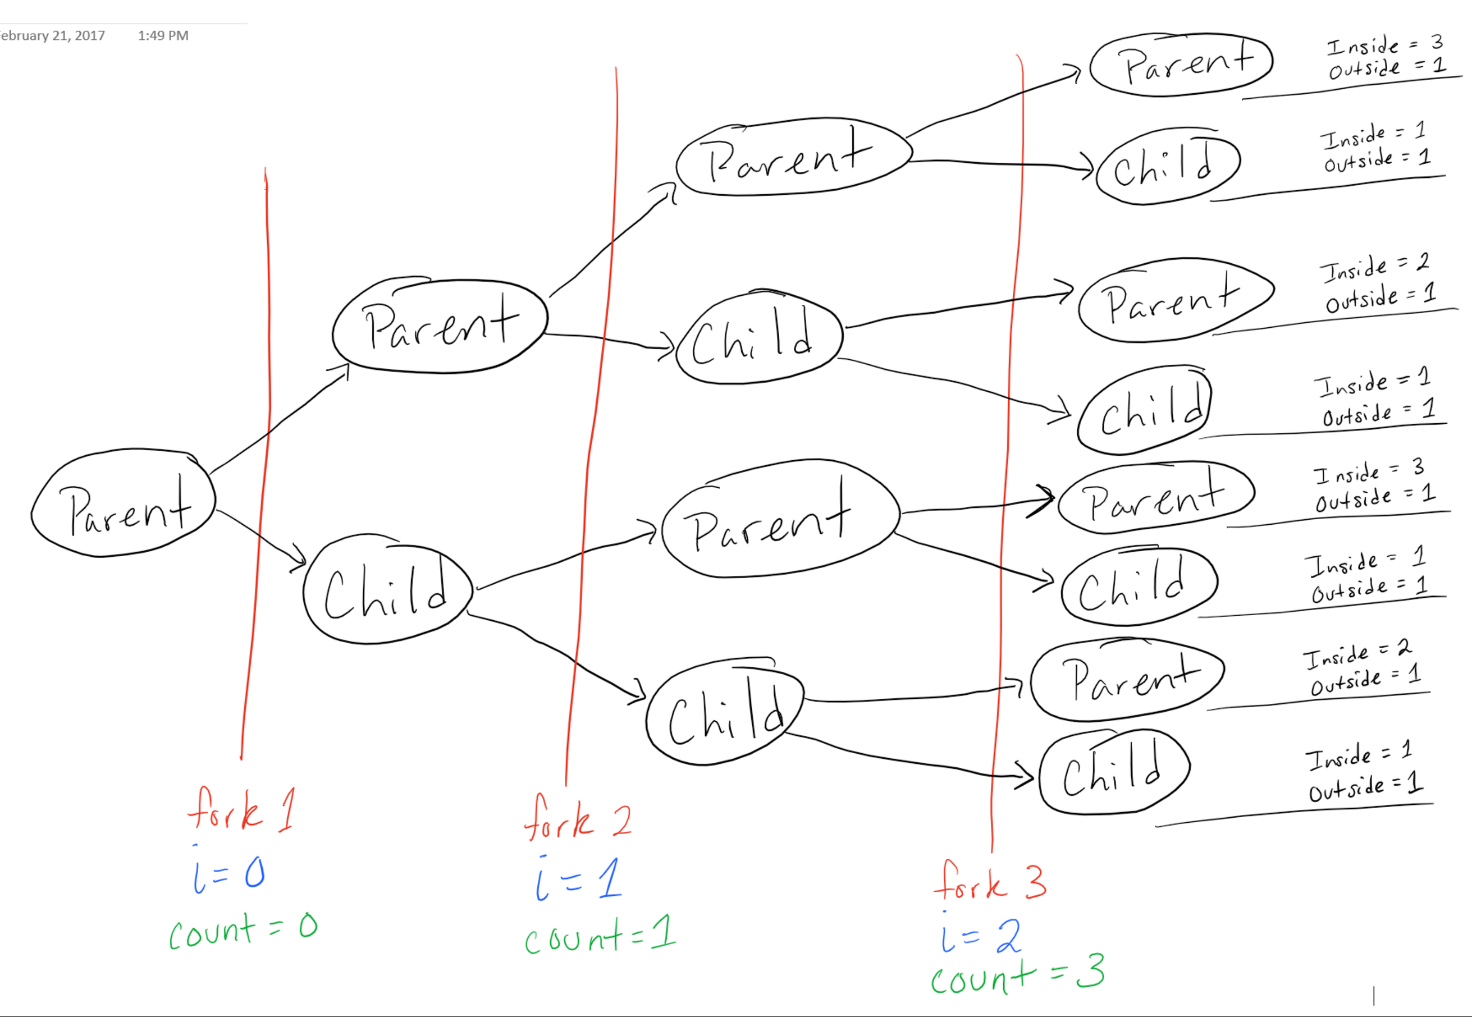 ebruary 21, 2017 1:49 PM
Parent
Inside = 3
Outside = 1
Parent
Child
Inside = 1
Outside = 1
Parent
Child
Parent
Inside = 2
Outside = 1
Child
Inside = 1
Outside = 1
Parent
Child
Parent
Parent
Inside = 3
Outside = 1
Child
Inside = 1
Outside = 1
Child
Parent
Inside = 2
Outside = 1
Child
Inside = 1
Outside = 1
fork 1
i = 0
count = 0
fork 2
i = 1
count = 1
fork 3
i = 2
count = 3